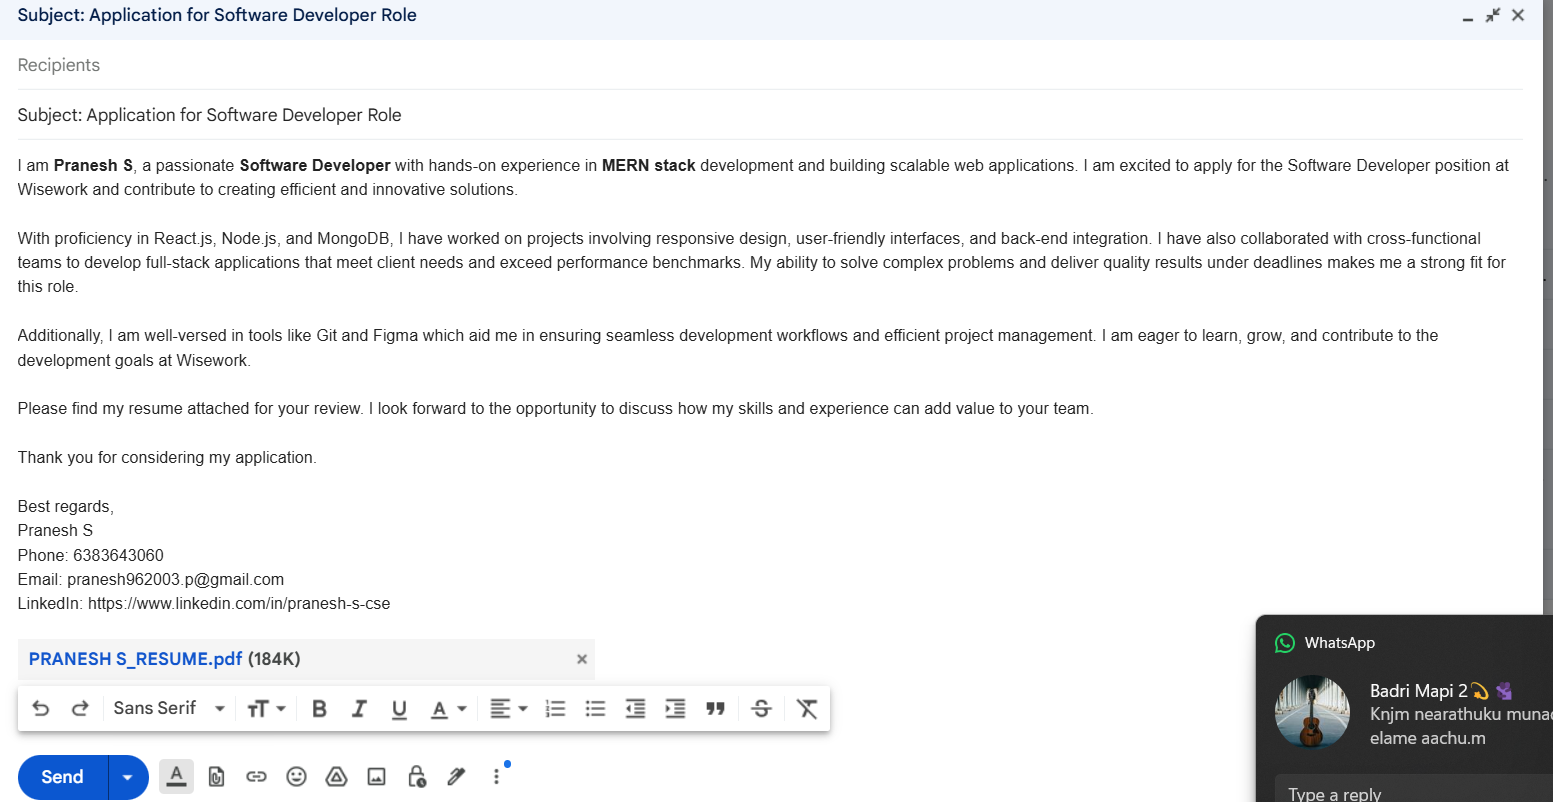 Subject: Application for Software Developer Role
Recipients
Subject: Application for Software Developer Role
I am Pranesh S, a passionate Software Developer with hands-on experience in MERN stack development and building scalable web applications. I am excited to apply for the Software Developer position at
Wisework and contribute to creating efficient and innovative solutions.
With proficiency in React.js, Node.js, and MongoDB, I have worked on projects involving responsive design, user-friendly interfaces, and back-end integration. I have also collaborated with cross-functional
teams to develop full-stack applications that meet client needs and exceed performance benchmarks. My ability to solve complex problems and deliver quality results under deadlines makes me a strong fit for
this role.
Additionally, I am well-versed in tools like Git and Figma which aid me in ensuring seamless development workflows and efficient project management. I am eager to learn, grow, and contribute to the
development goals at Wisework.
Please find my resume attached for your review. I look forward to the opportunity to discuss how my skills and experience can add value to your team.
Thank you for considering my application.
Best regards,
Pranesh S
Phone: 6383643060
Email: pranesh962003.p@gmail.com
LinkedIn: https://www.linkedin.com/in/pranesh-s-cse
PRANESH S_RESUME.pdf (184K)
Sans Serif
Send
WhatsApp
Badri Mapi 2💫
Knjm nearathuku
elame aachu.m
Type a reply